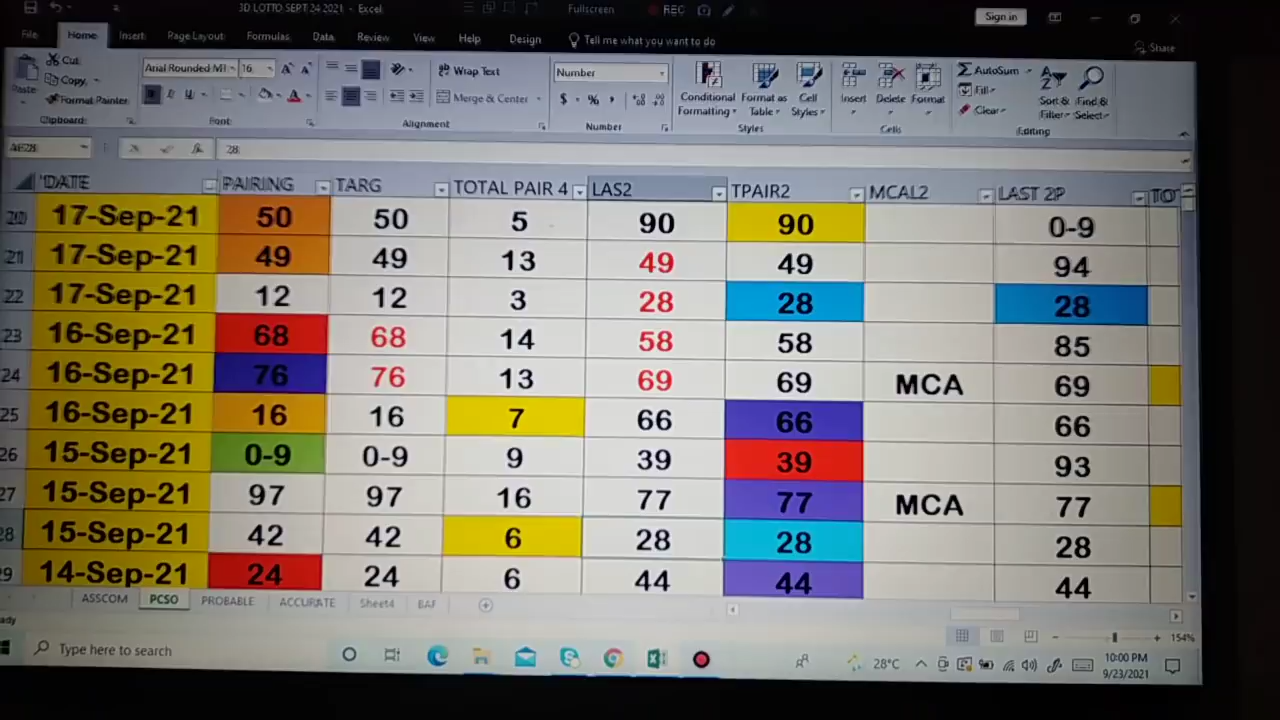 3D LOTTO SEPT 24 2021 - Excel Fullscreen REC Sign in
File Home Insert Page Layout Formulas Data Review View Help Design Tell me what you want to do Share
Paste Cut Copy Format Painter Clipboard
Arial Rounded MT 16 Font
Wrap Text Merge & Center Alignment
Number $ % , Number
Conditional Formatting Format as Table Cell Styles Styles
Insert Delete Format Cells
AutoSum Fill Clear Sort & Filter Find & Select Editing
28
DATE PAIRING TARG TOTAL PAIR 4 LAS2 TPAIR2 MCAL2 LAST 2P TO
20 17-Sep-21 50 50 5 90 90 0-9
21 17-Sep-21 49 49 13 49 49 94
22 17-Sep-21 12 12 3 28 28 28
23 16-Sep-21 68 68 14 58 58 85
24 16-Sep-21 76 76 13 69 69 MCA 69
25 16-Sep-21 16 16 7 66 66 66
26 15-Sep-21 0-9 0-9 9 39 39 93
27 15-Sep-21 97 97 16 77 77 MCA 77
28 15-Sep-21 42 42 6 28 28 28
29 14-Sep-21 24 24 6 44 44 44
ASSCOM PCSO PROBABLE ACCURATE Sheet4 BAF
ady 154%
Type here to search 28°C 10:00 PM
9/23/2021